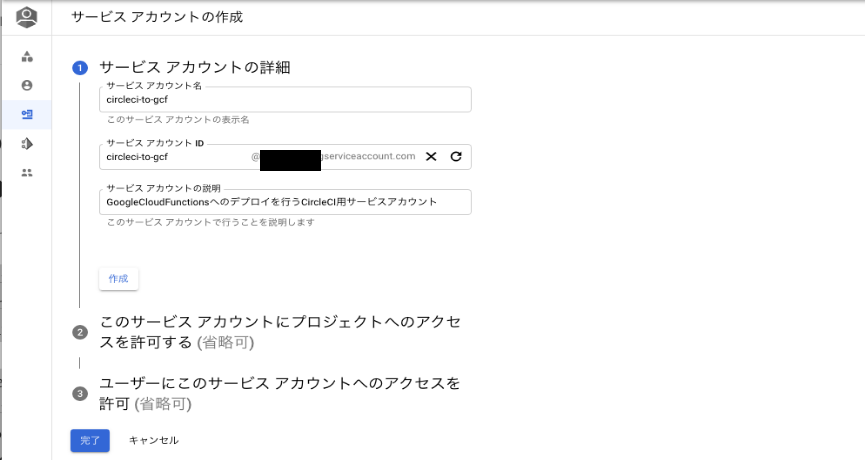 サービス アカウントの作成
1 サービス アカウントの詳細
サービス アカウント名
circleci-to-gcf
このサービス アカウントの表示名
サービス アカウント ID
circleci-to-gcf @ gserviceaccount.com
サービス アカウントの説明
GoogleCloudFunctionsへのデプロイを行うCircleCI用サービスアカウント
このサービス アカウントで行うことを説明します
作成
2 このサービス アカウントにプロジェクトへのアクセ
スを許可する (省略可)
3 ユーザーにこのサービス アカウントへのアクセスを
許可 (省略可)
完了 キャンセル